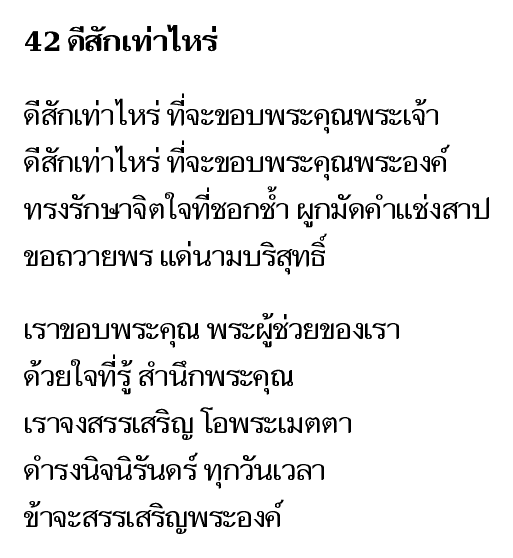 42 ดีสักเท่าไหร่
ดีสักเท่าไหร่ ที่จะขอบพระคุณพระเจ้า
ดีสักเท่าไหร่ ที่จะขอบพระคุณพระองค์
ทรงรักษาจิตใจที่ชอกช้ำ ผูกมัดคำแช่งสาป
ขอถวายพร แด่นามบริสุทธิ์
เราขอบพระคุณ พระผู้ช่วยของเรา
ด้วยใจที่รู้ สำนึกพระคุณ
เราจงสรรเสริญ โอพระเมตตา
ดำรงนิจนิรันดร์ ทุกวันเวลา
ข้าจะสรรเสริญพระองค์